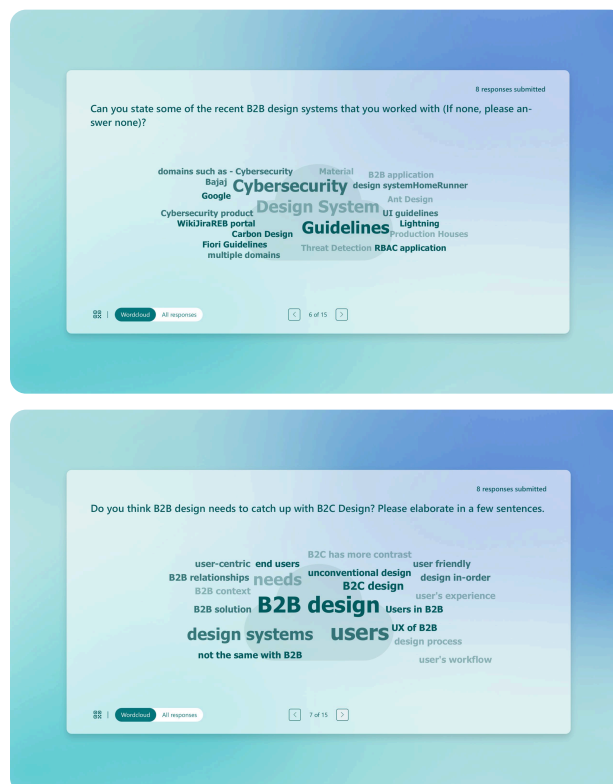 8 responses submitted
Can you state some of the recent B2B design systems that you worked with (If none, please an-
swer none)?
domains such as - Cybersecurity Material B2B application
Bajaj Cybersecurity design systemHomeRunner
Google Design System Ant Design
Cybersecurity product UI guidelines
WikiJiraREB portal Guidelines Lightning
Carbon Design Production Houses
Fiori Guidelines Threat Detection RBAC application
multiple domains
Wordcloud All responses 6 of 15
8 responses submitted
Do you think B2B design needs to catch up with B2C Design? Please elaborate in a few sentences.
B2C has more contrast
user-centric end users user friendly
B2B relationships needs unconventional design design in-order
B2B context B2C design user's experience
B2B solution B2B design Users in B2B
design systems users UX of B2B
design process
not the same with B2B user's workflow
Wordcloud All responses 7 of 15